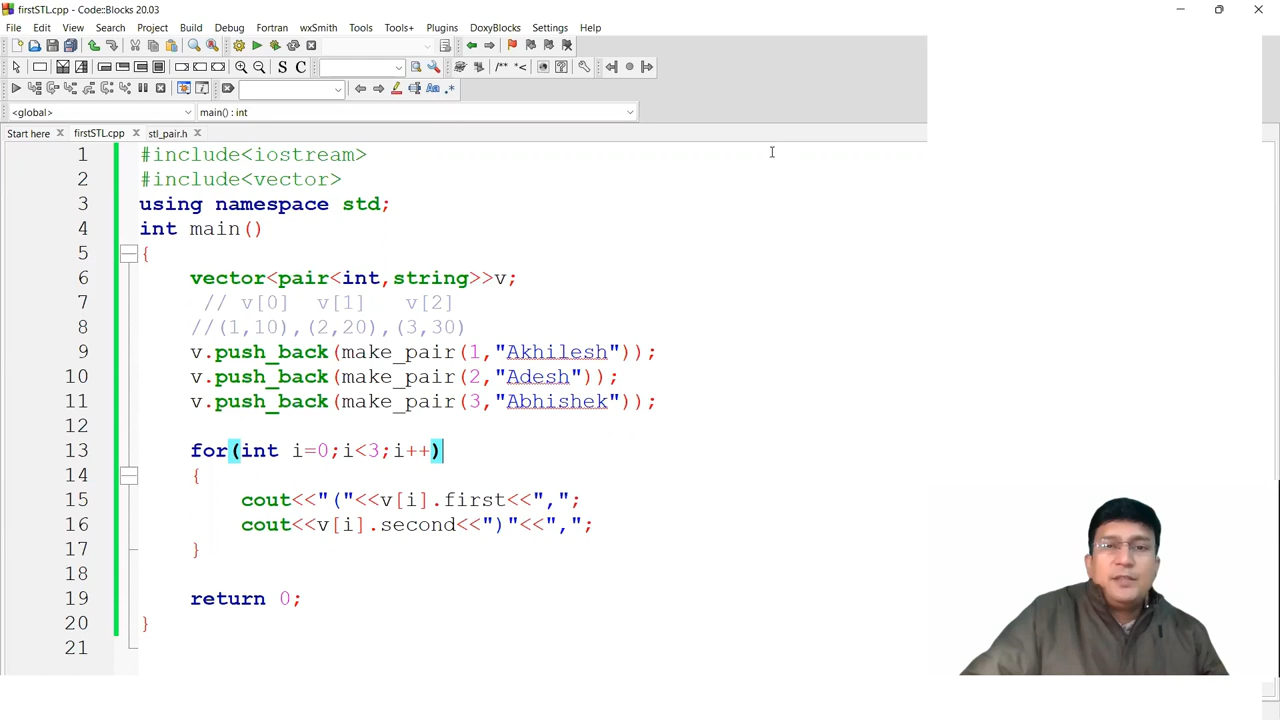 firstSTL.cpp - Code::Blocks 20.03
File Edit View Search Project Build Debug Fortran wxSmith Tools Tools+ Plugins DoxyBlocks Settings Help
S C /** *<
Aa .*
<global> main() : int
Start here firstSTL.cpp stl_pair.h
1 #include<iostream>
2 #include<vector>
3 using namespace std;
4 int main()
5 {
6 vector<pair<int,string>>v;
7 // v[0] v[1] v[2]
8 //(1,10),(2,20),(3,30)
9 v.push_back(make_pair(1,"Akhilesh"));
10 v.push_back(make_pair(2,"Adesh"));
11 v.push_back(make_pair(3,"Abhishek"));
12
13 for(int i=0;i<3;i++)
14 {
15 cout<<"("<<v[i].first<<",";
16 cout<<v[i].second<<")"<<",";
17 }
18
19 return 0;
20 }
21